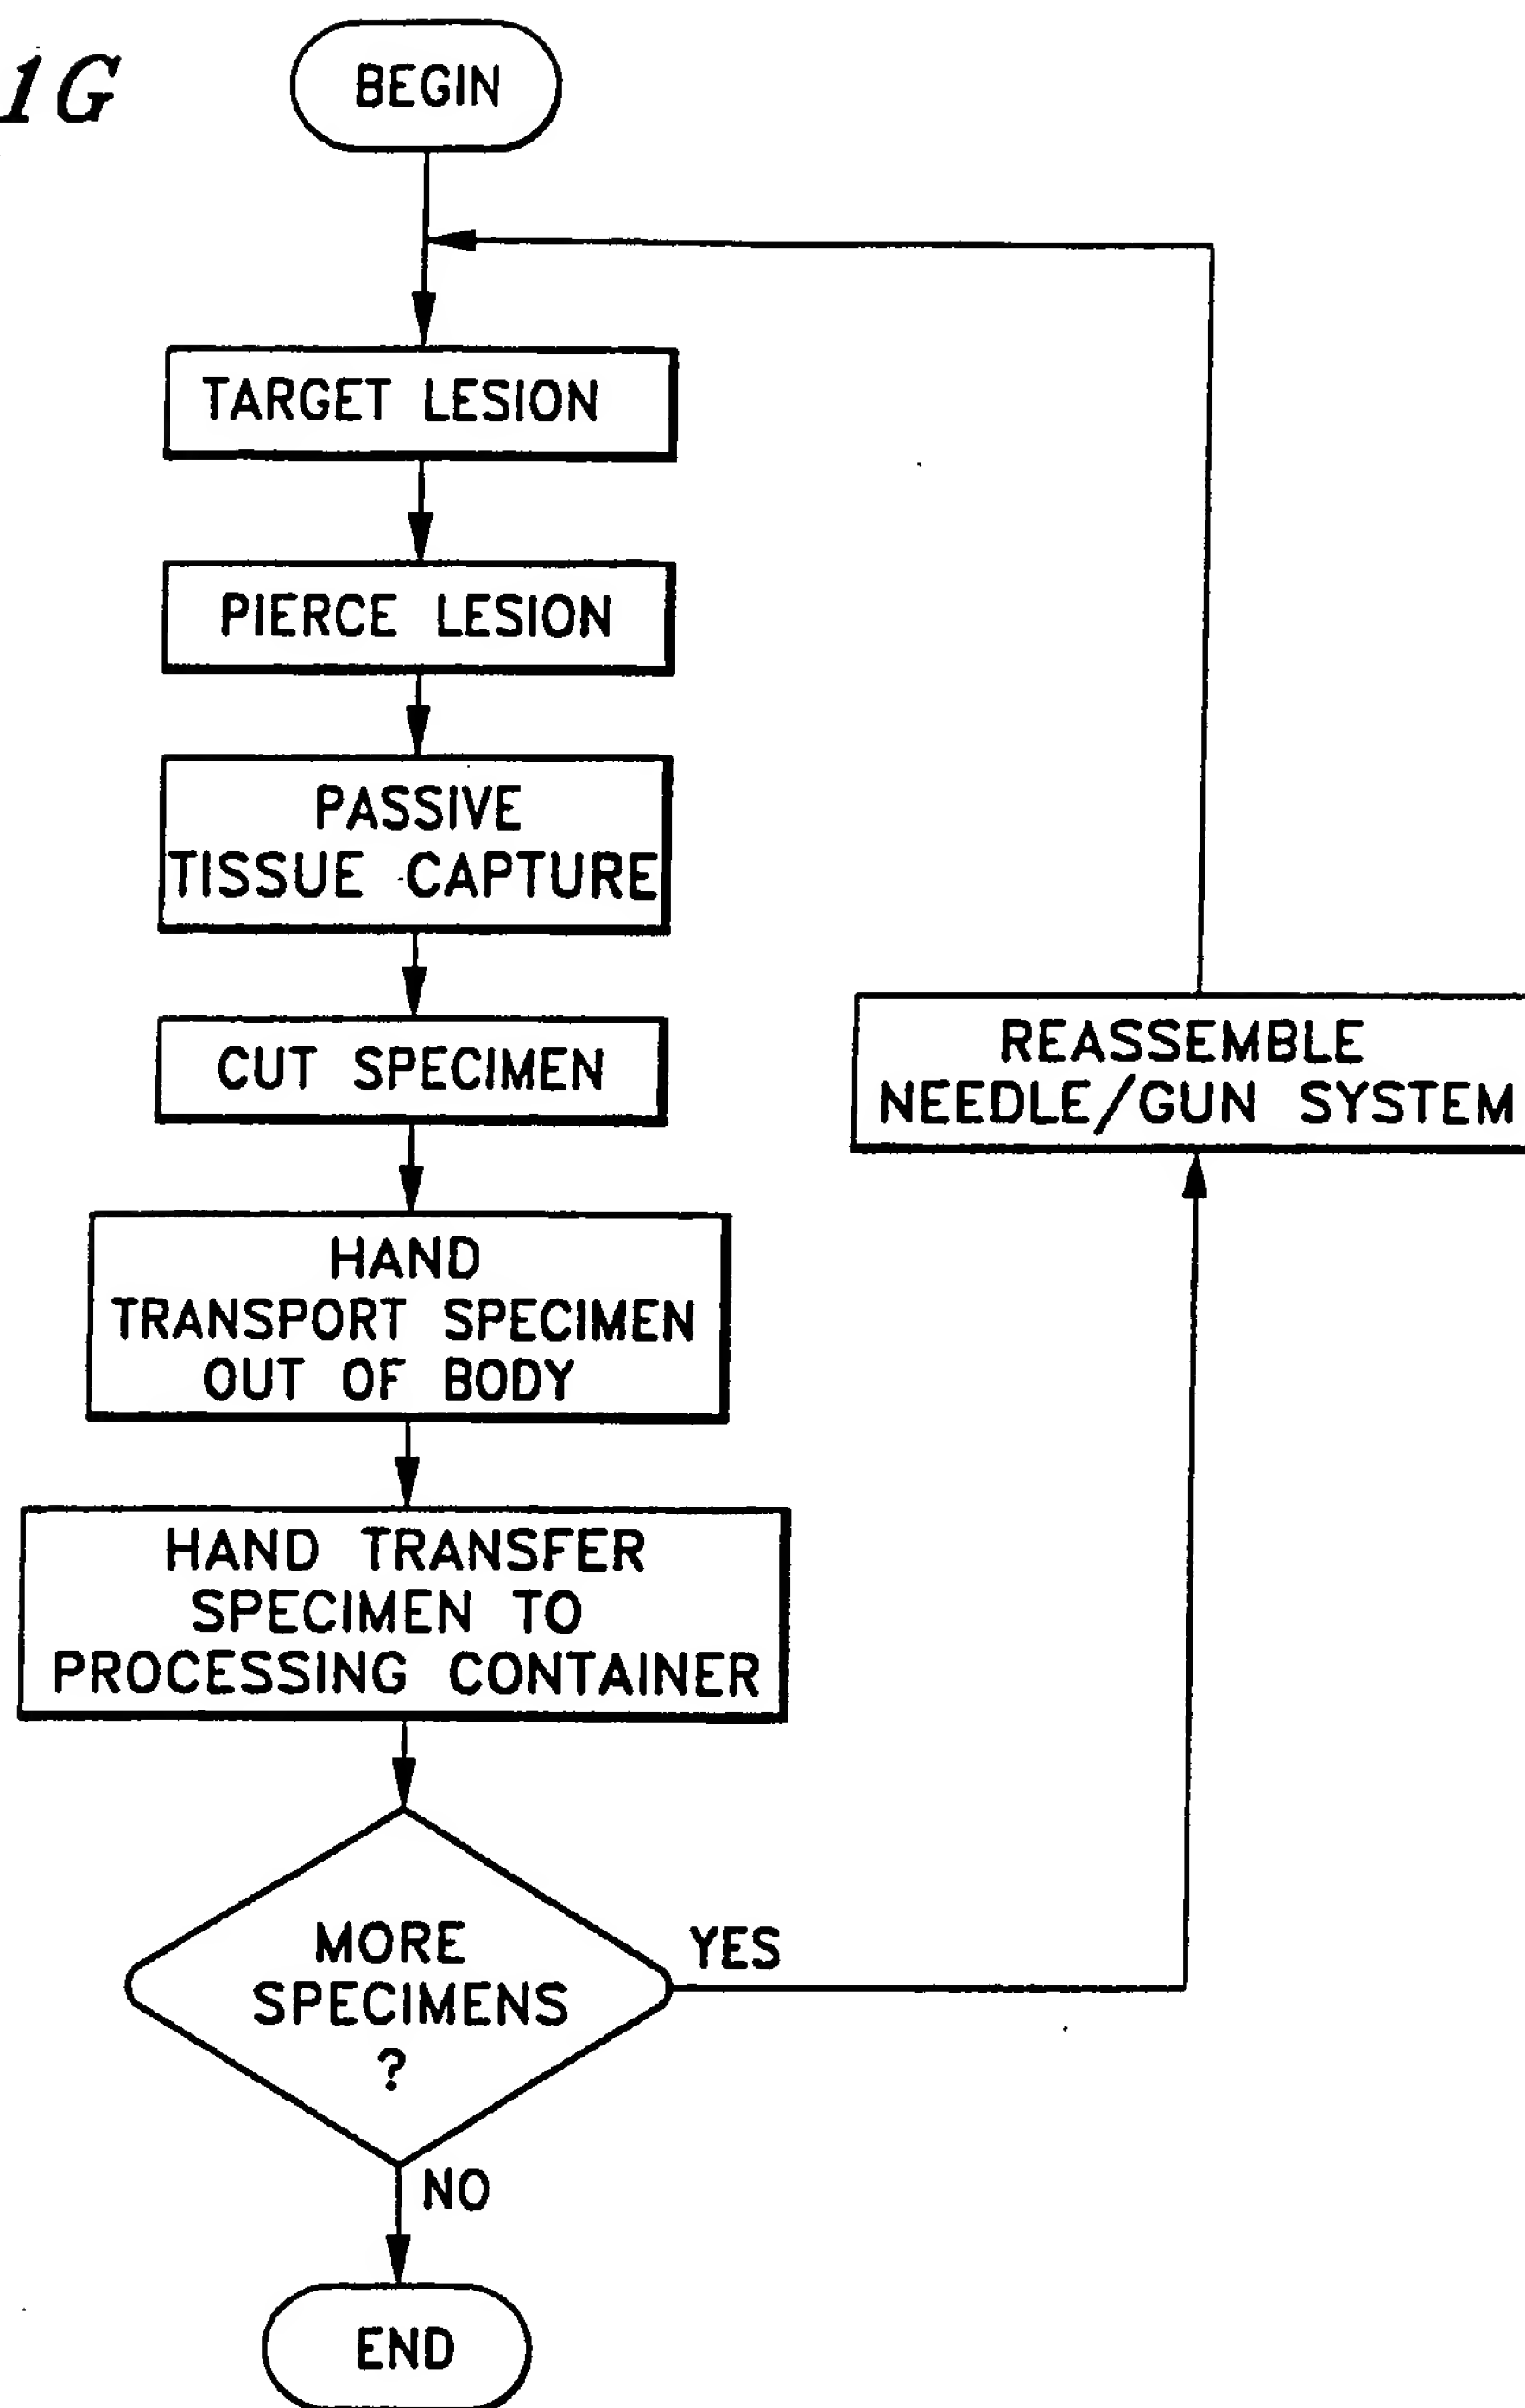 1G
BEGIN
TARGET LESION
PIERCE LESION
PASSIVE
TISSUE CAPTURE
CUT SPECIMEN
HAND
TRANSPORT SPECIMEN
OUT OF BODY
HAND TRANSFER
SPECIMEN TO
PROCESSING CONTAINER
MORE
SPECIMENS
?
YES
NO
END
REASSEMBLE
NEEDLE/GUN SYSTEM